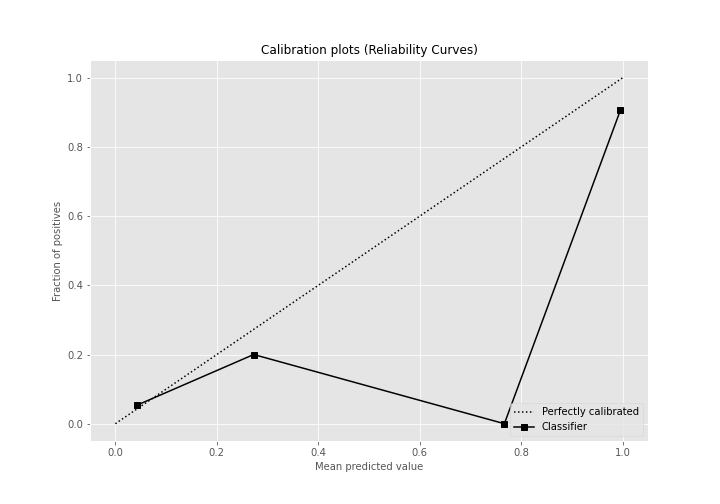 Calibration plots (Reliability Curves)
Fraction of positives
1.0
0.8
0.6
0.4
0.2
0.0
0.0 0.2 0.4 0.6 0.8 1.0
Mean predicted value
Perfectly calibrated
Classifier